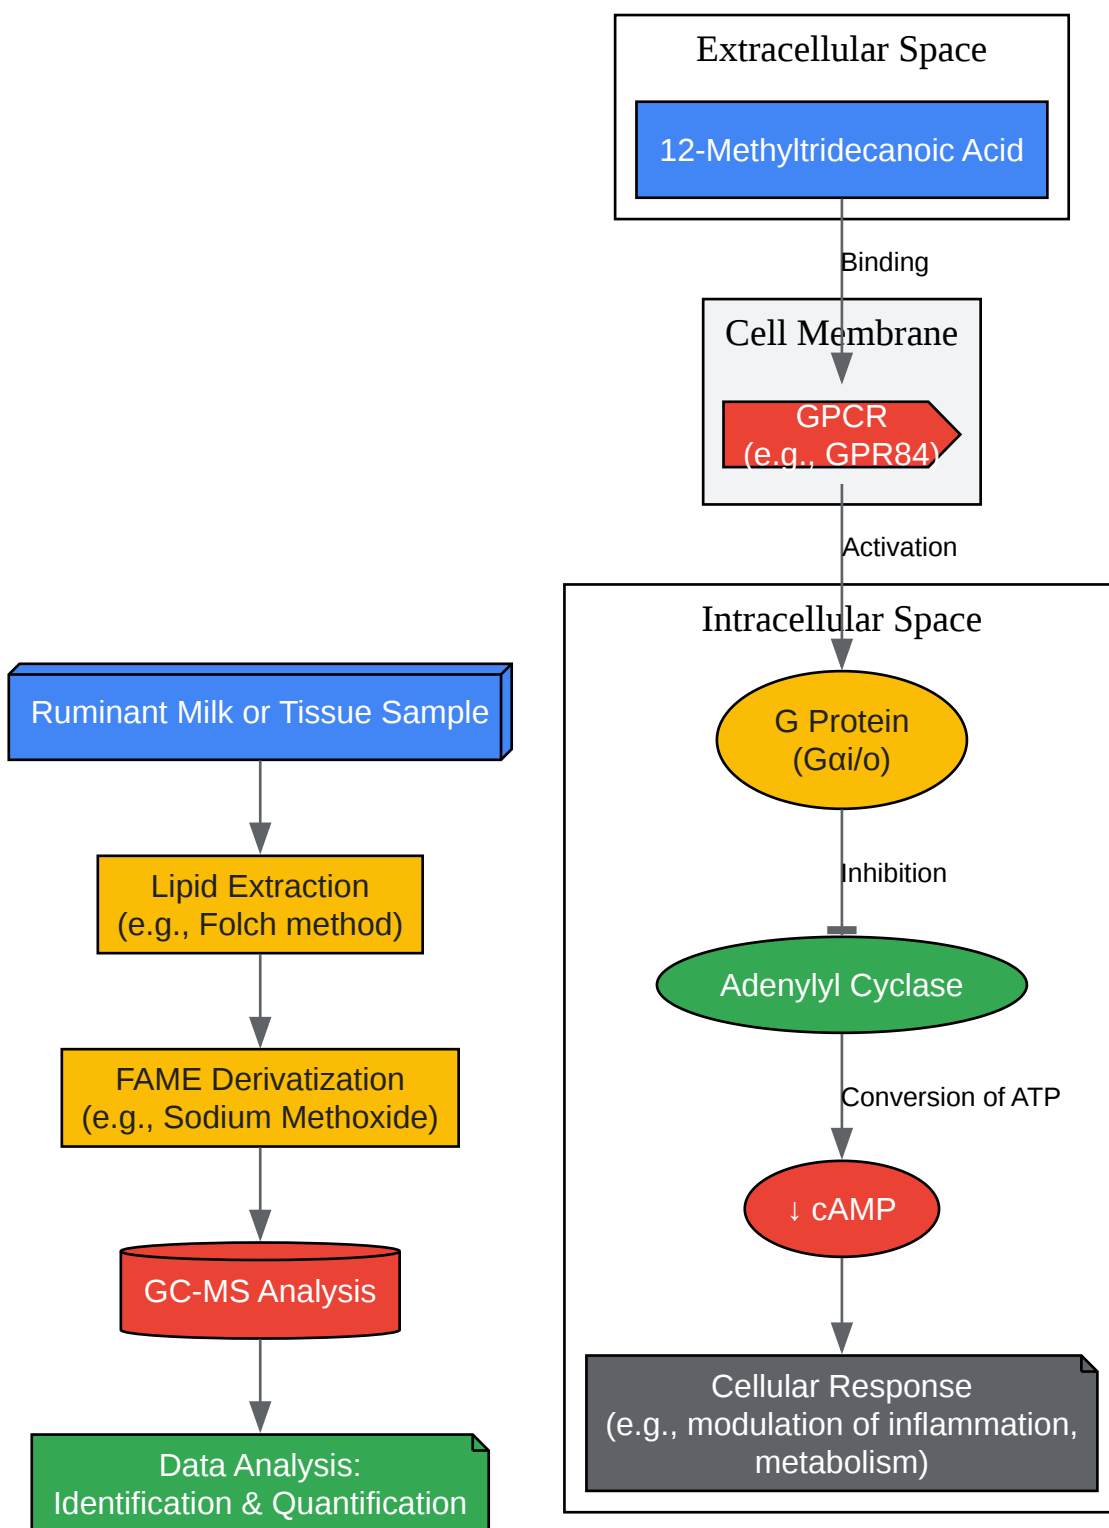 Extracellular Space
12-Methyltridecanoic Acid
Binding
Cell Membrane
GPCR
(e.g., GPR84)
Activation
Intracellular Space
G Protein
(Gαi/o)
Inhibition
Adenylyl Cyclase
Conversion of ATP
↓ cAMP
Cellular Response
(e.g., modulation of inflammation,
metabolism)
Ruminant Milk or Tissue Sample
Lipid Extraction
(e.g., Folch method)
FAME Derivatization
(e.g., Sodium Methoxide)
GC-MS Analysis
Data Analysis:
Identification & Quantification